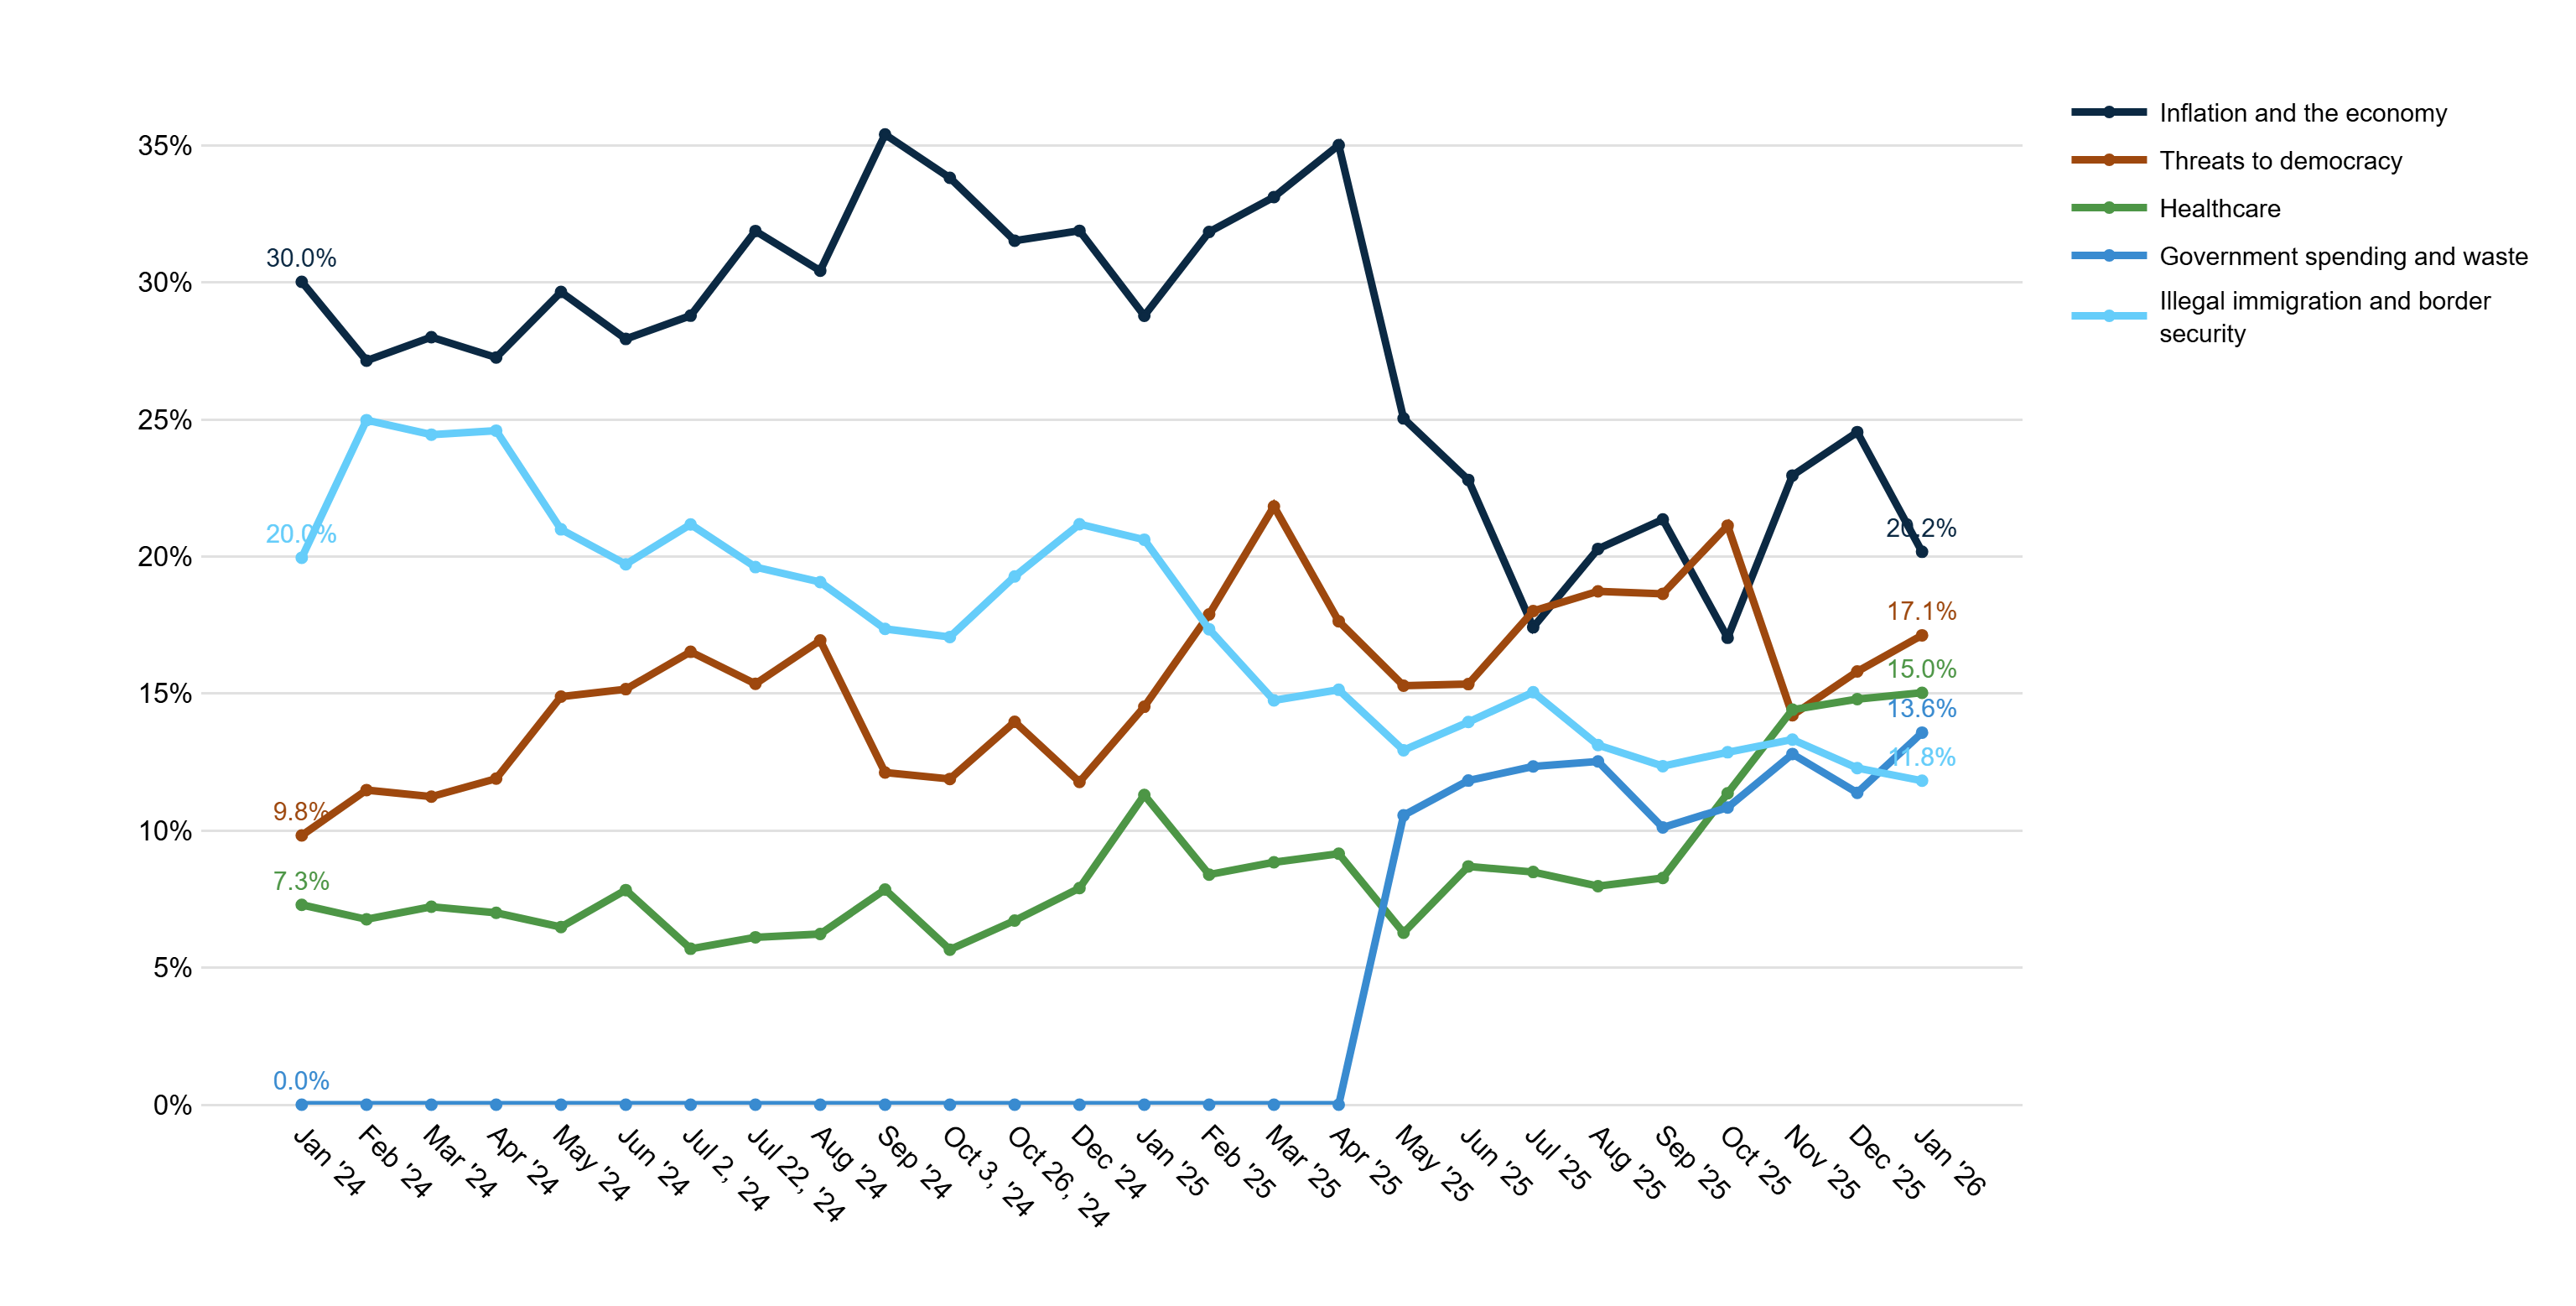 Inflation and the economy
Threats to democracy
Healthcare
Government spending and waste
Illegal immigration and border
security
35%
30%
25%
20%
15%
10%
5%
0%
30.0%
20.0%
9.8%
7.3%
0.0%
20.2%
17.1%
15.0%
13.6%
11.8%
Jan '24
Feb '24
Mar '24
Apr '24
May '24
Jun '24
Jul 2, '24
Jul 22, '24
Aug '24
Sep '24
Oct 3, '24
Oct 26, '24
Dec '24
Jan '25
Feb '25
Mar '25
Apr '25
May '25
Jun '25
Jul '25
Aug '25
Sep '25
Oct '25
Nov '25
Dec '25
Jan '26